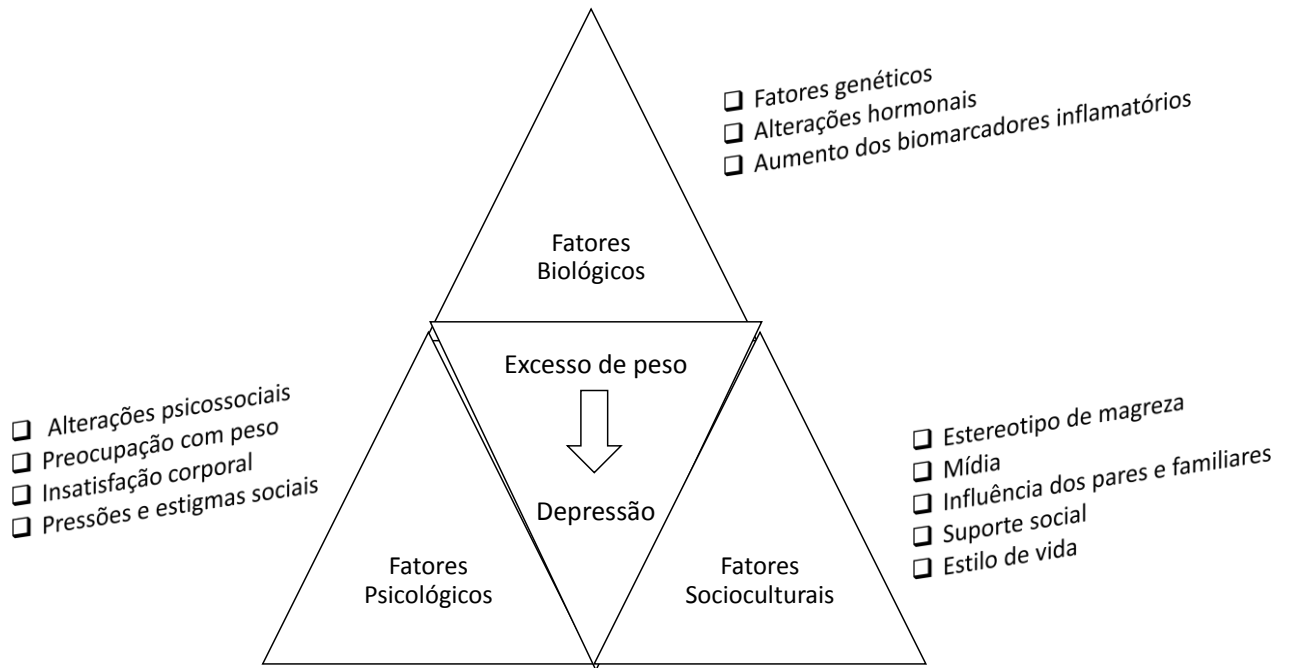 ❑ Fatores genéticos
❑ Alterações hormonais
❑ Aumento dos biomarcadores inflamatórios
Fatores
Biológicos
Excesso de peso
Depressão
❑ Alterações psicossociais
❑ Preocupação com peso
❑ Insatisfação corporal
❑ Pressões e estigmas sociais
Fatores
Psicológicos
❑ Estereotipo de magreza
❑ Mídia
❑ Influência dos pares e familiares
❑ Suporte social
❑ Estilo de vida
Fatores
Socioculturais